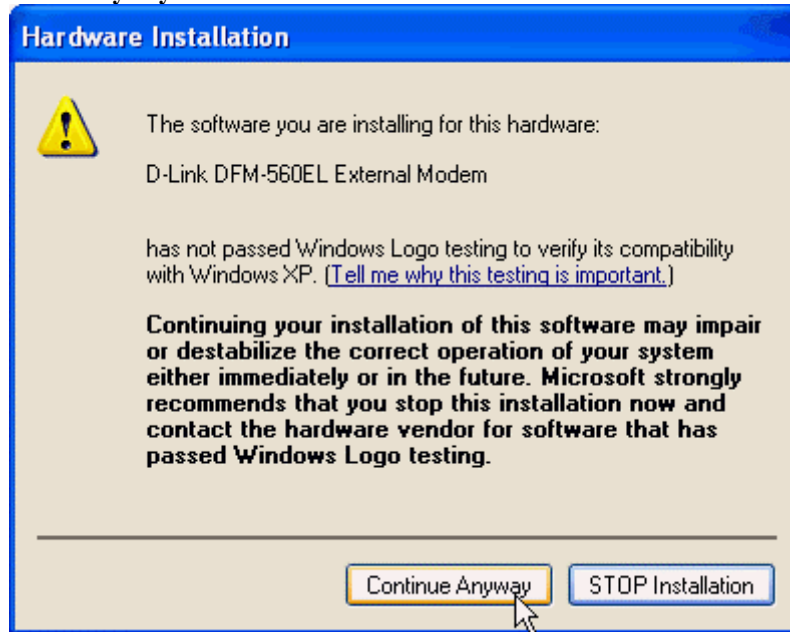 Hardware Installation
The software you are installing for this hardware:
D-Link DFM-560EL External Modem
has not passed Windows Logo testing to verify its compatibility
with Windows XP. (Tell me why this testing is important.)
Continuing your installation of this software may impair
or destabilize the correct operation of your system
either immediately or in the future. Microsoft strongly
recommends that you stop this installation now and
contact the hardware vendor for software that has
passed Windows Logo testing.
Continue Anyway
STOP Installation